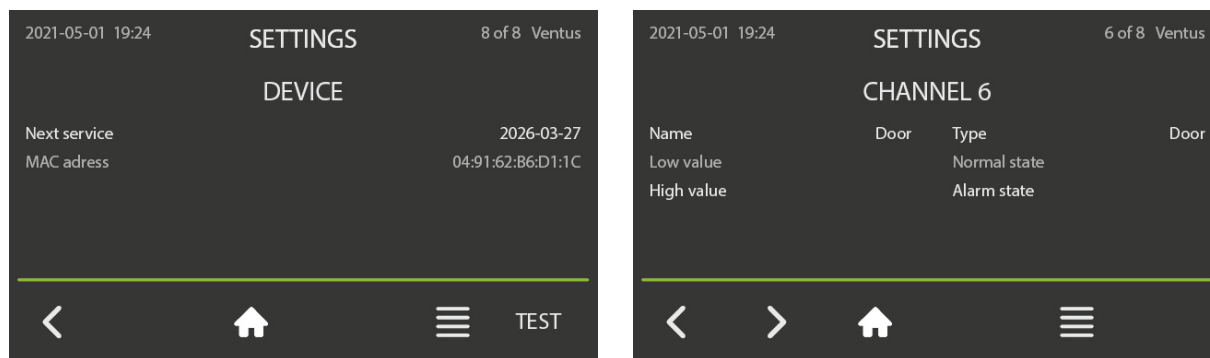 2021-05-01 19:24 SETTINGS 8 of 8 Ventus
DEVICE
Next service 2026-03-27
MAC adress 04:91:62:B6:D1:1C
TEST
2021-05-01 19:24 SETTINGS 6 of 8 Ventus
CHANNEL 6
Name Door Type Door
Low value Normal state
High value Alarm state